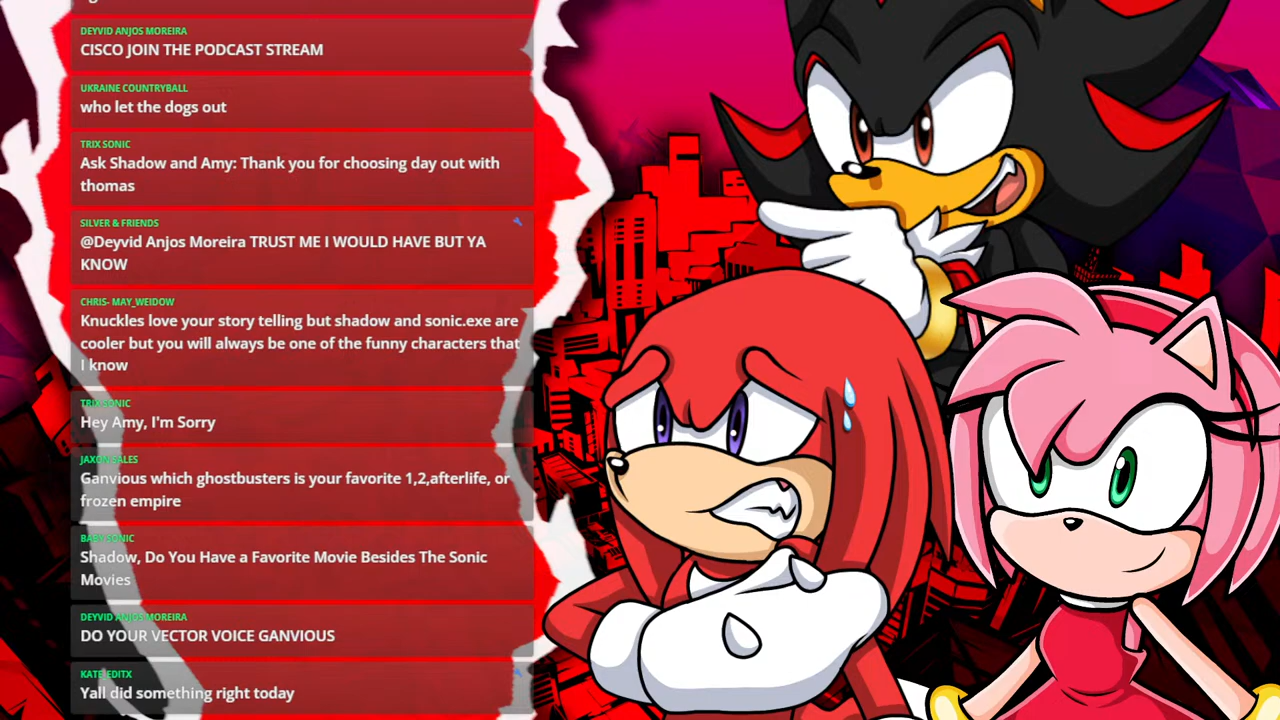 DEYVID ANJOS MOREIRA
CISCO JOIN THE PODCAST STREAM
UKRAINE COUNTRYBALL
who let the dogs out
TRIX SONIC
Ask Shadow and Amy: Thank you for choosing day out with
thomas
SILVER & FRIENDS
@Deyvid Anjos Moreira TRUST ME I WOULD HAVE BUT YA
KNOW
CHRIS- MAY_WEIDOW
Knuckles love your story telling but shadow and sonic.exe are
cooler but you will always be one of the funny characters that
I know
TRIX SONIC
Hey Amy, I'm Sorry
JAXON SALES
Ganvious which ghostbusters is your favorite 1,2,afterlife, or
frozen empire
BABY SONIC
Shadow, Do You Have a Favorite Movie Besides The Sonic
Movies
DEYVID ANJOS MOREIRA
DO YOUR VECTOR VOICE GANVIOUS
KATE EDITX
Yall did something right today